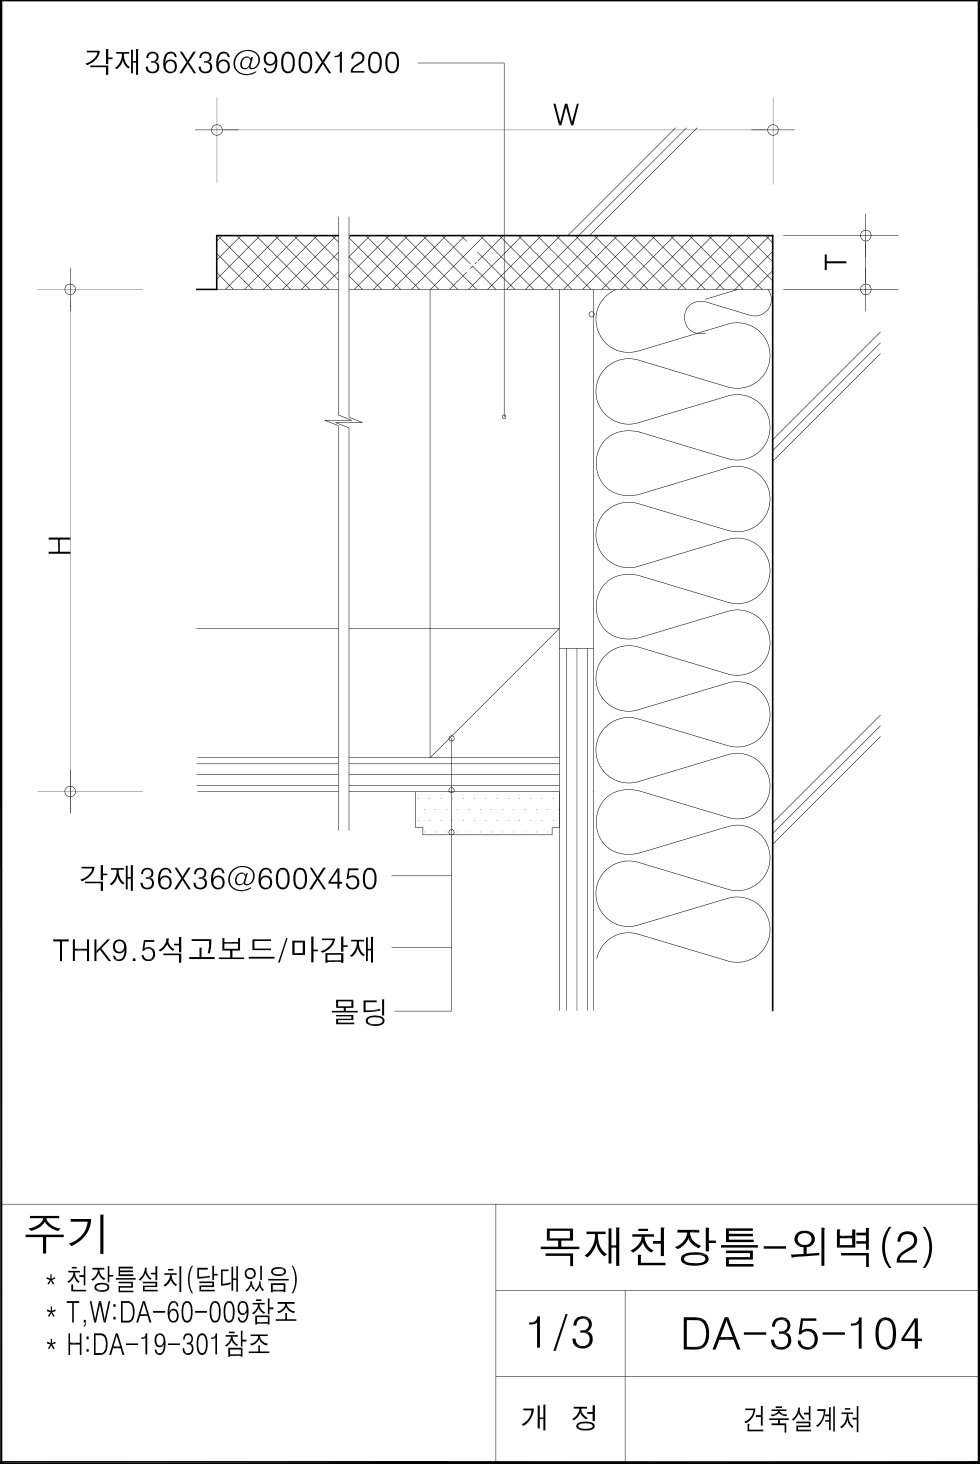 각재36X36@900X1200
W
T
H
각재36X36@600X450
THK9.5석고보드/마감재
몰딩
주기
* 천장틀설치(달대있음)
* T,W:DA-60-009참조
* H:DA-19-301참조
목재천장틀-외벽(2)
1/3
DA-35-104
개 정
건축설계처